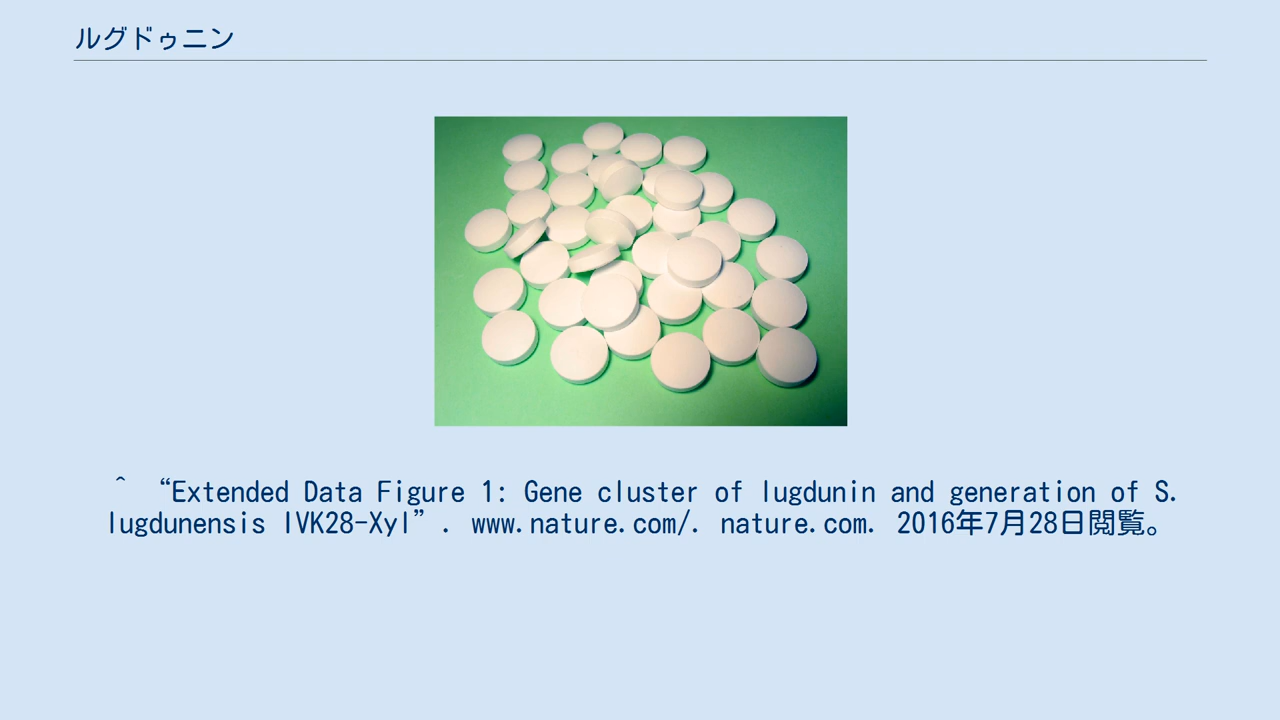 ルグドゥニン
^ “Extended Data Figure 1: Gene cluster of lugdunin and generation of S.
lugdunensis IVK28-Xyl”. www.nature.com/. nature.com. 2016年7月28日閲覧。